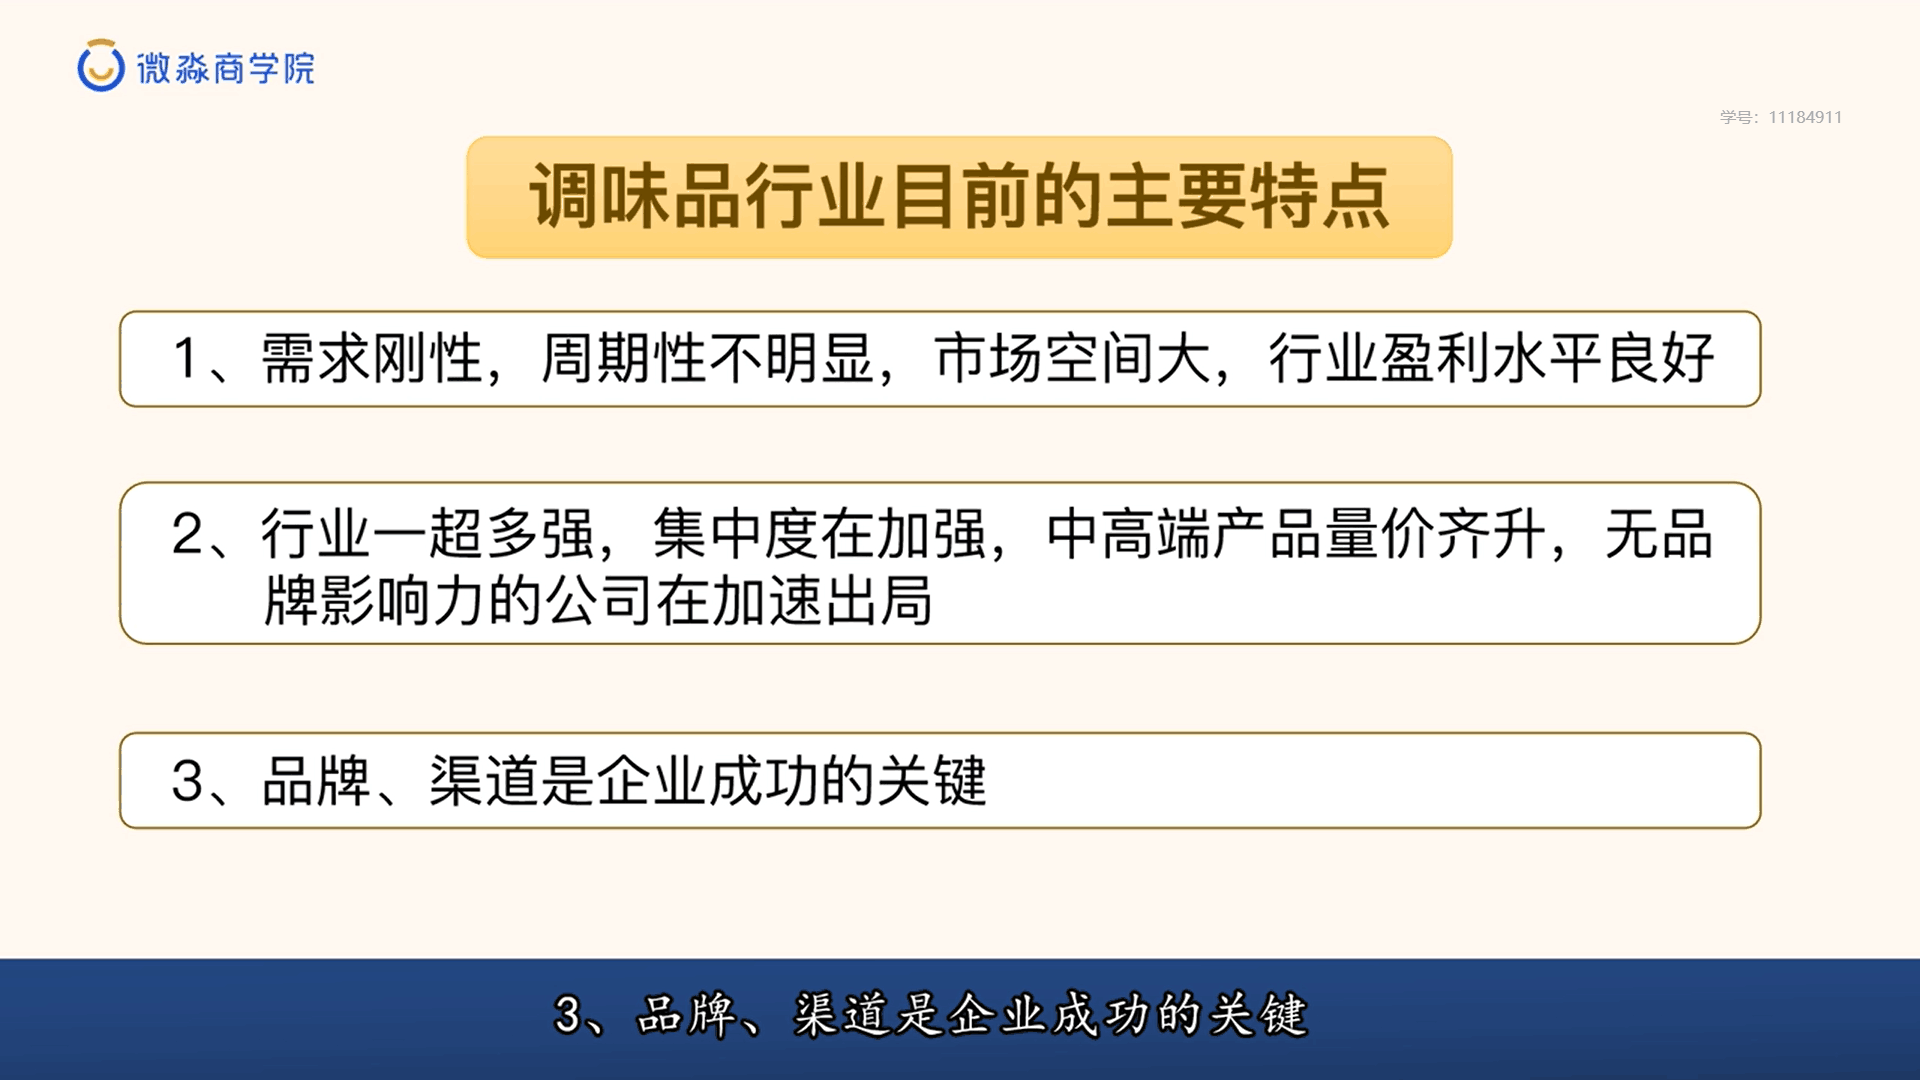 微淼商学院
学号：11184911
调味品行业目前的主要特点
1、需求刚性，周期性不明显，市场空间大，行业盈利水平良好
2、行业一超多强，集中度在加强，中高端产品量价齐升，无品
牌影响力的公司在加速出局
3、品牌、渠道是企业成功的关键
3、品牌、渠道是企业成功的关键